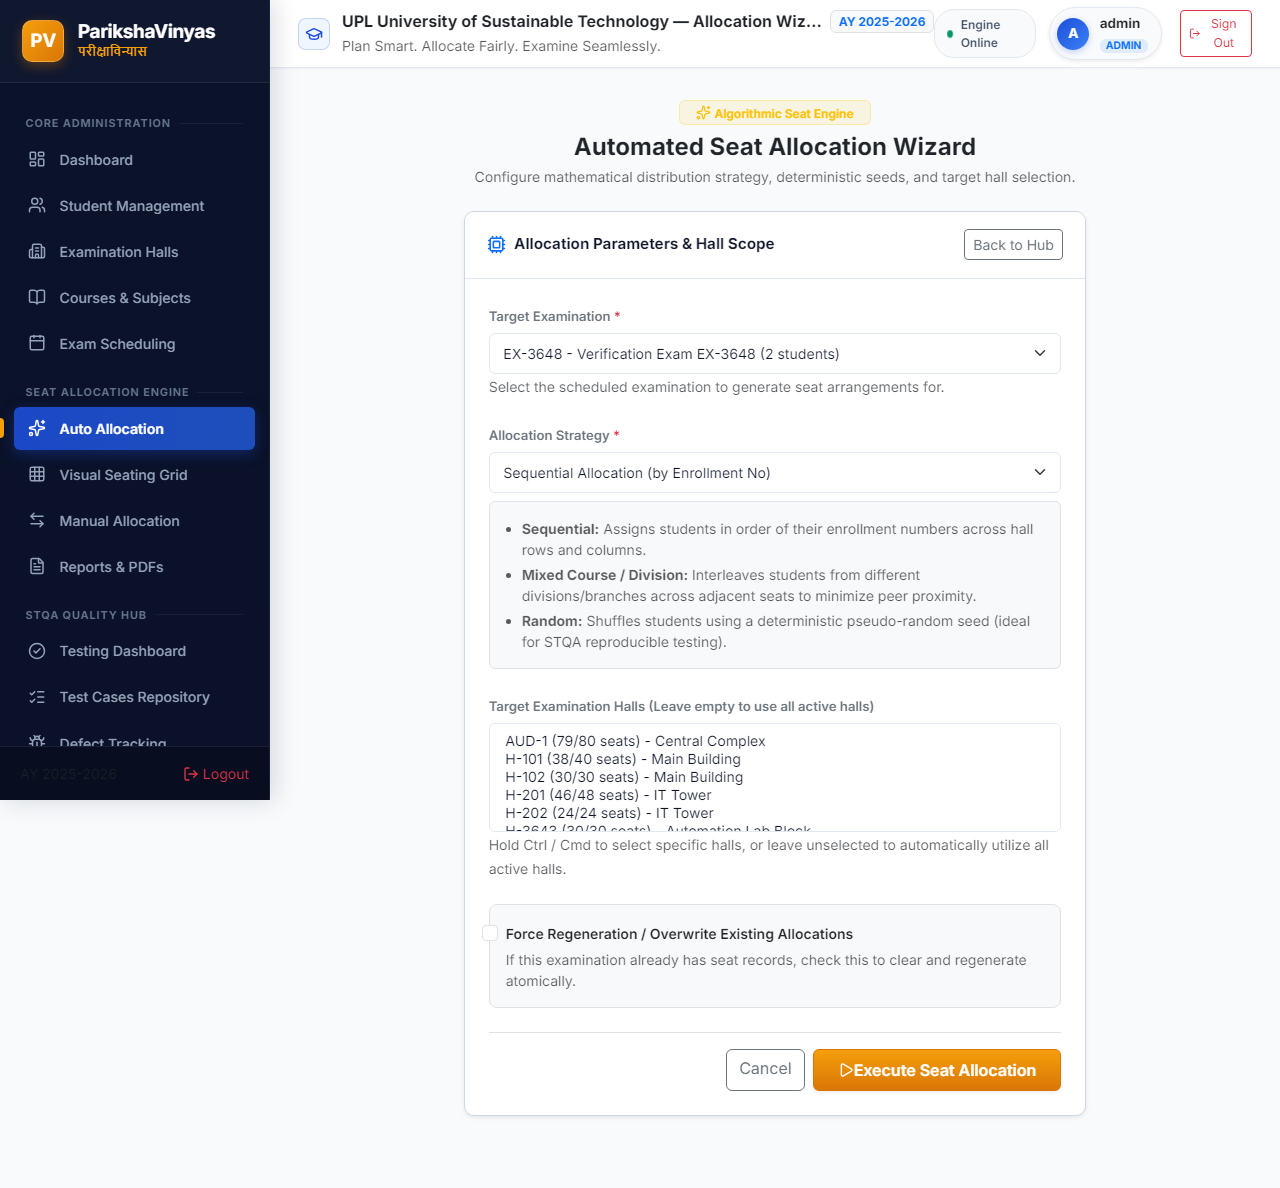 PV
ParikshaVinyas
परीक्षाविन्यास
CORE ADMINISTRATION
Dashboard
Student Management
Examination Halls
Courses & Subjects
Exam Scheduling
SEAT ALLOCATION ENGINE
Auto Allocation
Visual Seating Grid
Manual Allocation
Reports & PDFs
STQA QUALITY HUB
Testing Dashboard
Test Cases Repository
Defect Tracking
AY 2025-2026
Logout
UPL University of Sustainable Technology — Allocation Wiz...
AY 2025-2026
Plan Smart. Allocate Fairly. Examine Seamlessly.
Engine
Online
A
admin
ADMIN
Sign
Out
Algorithmic Seat Engine
Automated Seat Allocation Wizard
Configure mathematical distribution strategy, deterministic seeds, and target hall selection.
Allocation Parameters & Hall Scope
Back to Hub
Target Examination *
EX-3648 - Verification Exam EX-3648 (2 students)
Select the scheduled examination to generate seat arrangements for.
Allocation Strategy *
Sequential Allocation (by Enrollment No)
• Sequential: Assigns students in order of their enrollment numbers across hall
rows and columns.
• Mixed Course / Division: Interleaves students from different
divisions/branches across adjacent seats to minimize peer proximity.
• Random: Shuffles students using a deterministic pseudo-random seed (ideal
for STQA reproducible testing).
Target Examination Halls (Leave empty to use all active halls)
AUD-1 (79/80 seats) - Central Complex
H-101 (38/40 seats) - Main Building
H-102 (30/30 seats) - Main Building
H-201 (46/48 seats) - IT Tower
H-202 (24/24 seats) - IT Tower
H-3643 (30/30 seats) - Automation Lab Block
Hold Ctrl / Cmd to select specific halls, or leave unselected to automatically utilize all
active halls.
Force Regeneration / Overwrite Existing Allocations
If this examination already has seat records, check this to clear and regenerate
atomically.
Cancel
Execute Seat Allocation